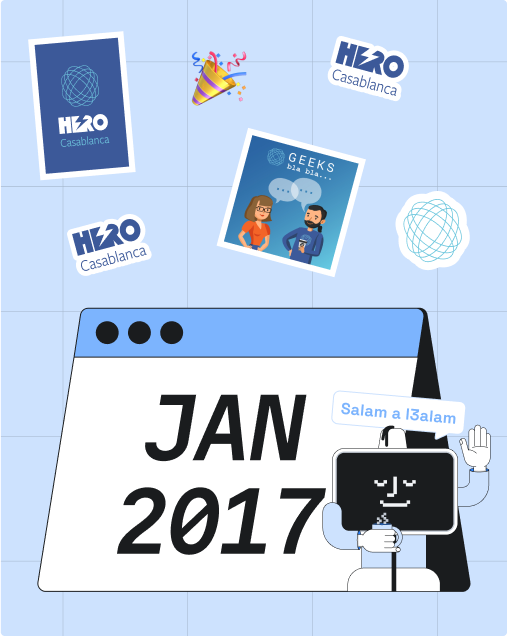 HERO
Casablanca
HERO
Casablanca
GEEKS
bla bla...
HERO
Casablanca
Salam a l3alam
JAN
2017